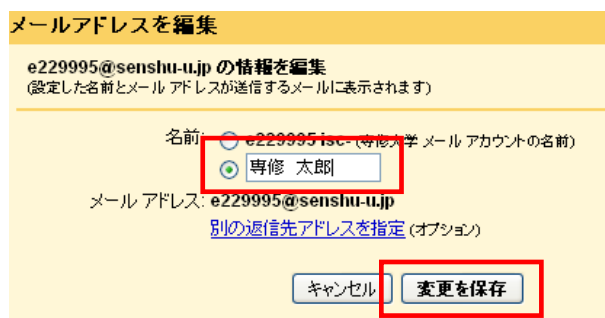 メールアドレスを編集
e229995@senshu-u.jp の情報を編集
(設定した名前とメール アドレスが送信するメールに表示されます)
名前: e229995 isc- (専修大学 メール アカウントの名前)
専修 太郎
メール アドレス: e229995@senshu-u.jp
別の返信先アドレスを指定 (オプション)
キャンセル 変更を保存